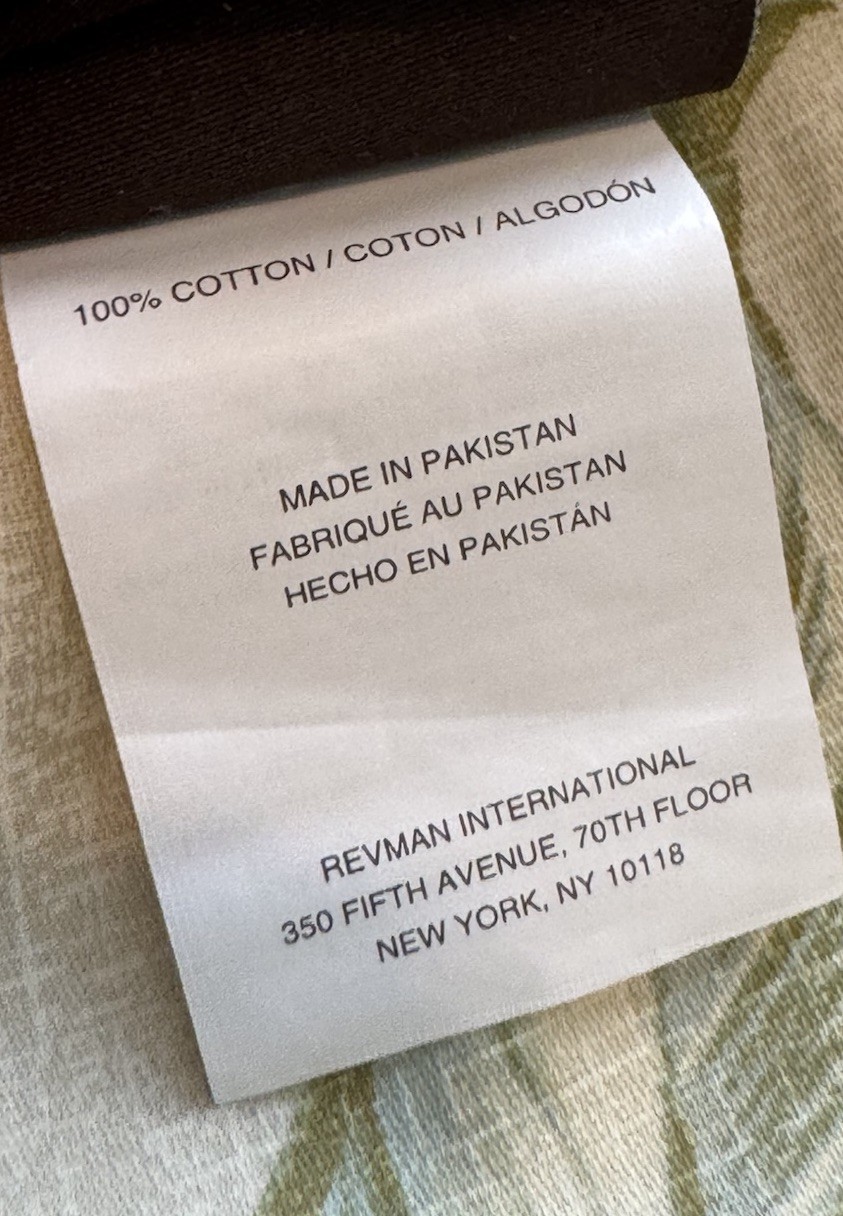 100% COTTON / COTON / ALGODÓN
MADE IN PAKISTAN
FABRIQUÉ AU PAKISTAN
HECHO EN PAKISTÁN
REVMAN INTERNATIONAL
350 FIFTH AVENUE, 70TH FLOOR
NEW YORK, NY 10118